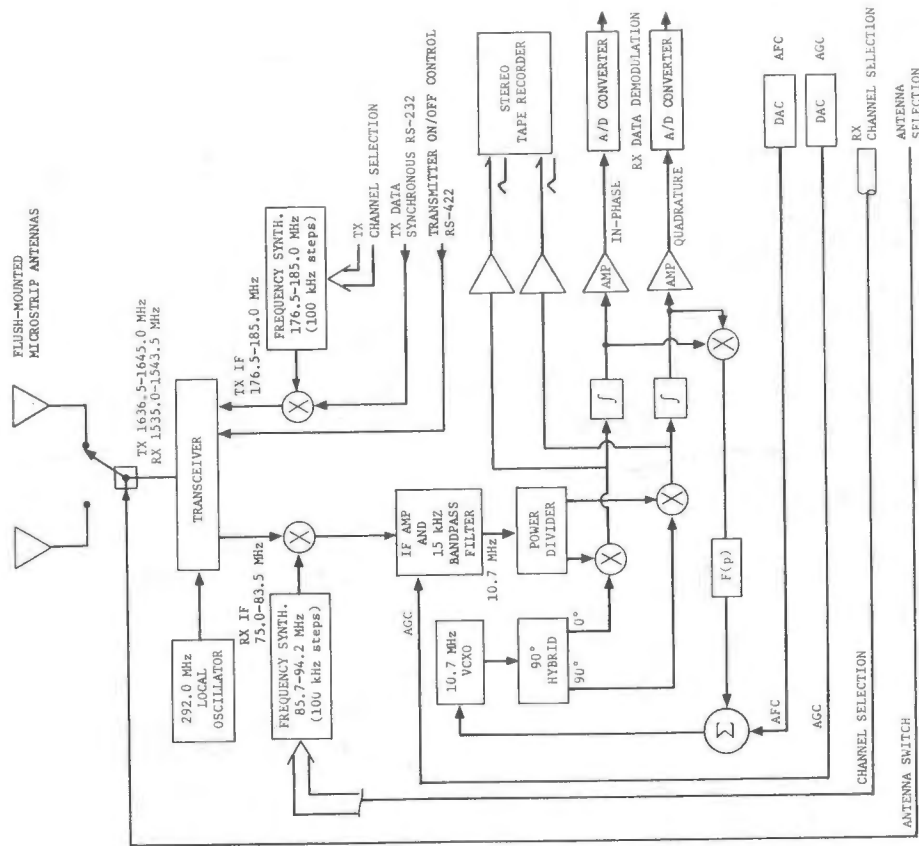 FLUSH-MOUNTED
MICROSTRIP ANTENNAS
TX 1636.5-1645.0 MHz
RX 1535.0-1543.5 MHz
292.0 MHz
LOCAL
OSCILLATOR
TRANSCEIVER
TX IF
176.5-185.0 MHz
FREQUENCY SYNTH.
176.5-185.0 MHz
(100 kHz steps)
TX
CHANNEL SELECTION
TX DATA
SYNCHRONOUS RS-232
TRANSMITTER ON/OFF CONTROL
RS-422
RX IF
75.0-83.5 MHz
FREQUENCY SYNTH.
85.7-94.2 MHz
(100 kHz steps)
AGC
IF AMP
AND
15 kHz
BANDPASS
FILTER
10.7 MHz
POWER
DIVIDER
10.7 MHz
VCXO
90°
HYBRID
0°
90°
∫
∫
AMP
AMP
IN-PHASE
QUADRATURE
STEREO
TAPE RECORDER
A/D CONVERTER
RX DATA DEMODULATION
A/D CONVERTER
F(p)
Σ
AFC
AGC
DAC
AFC
DAC
AGC
CHANNEL SELECTION
RX
CHANNEL SELECTION
ANTENNA SWITCH
ANTENNA
SELECTION